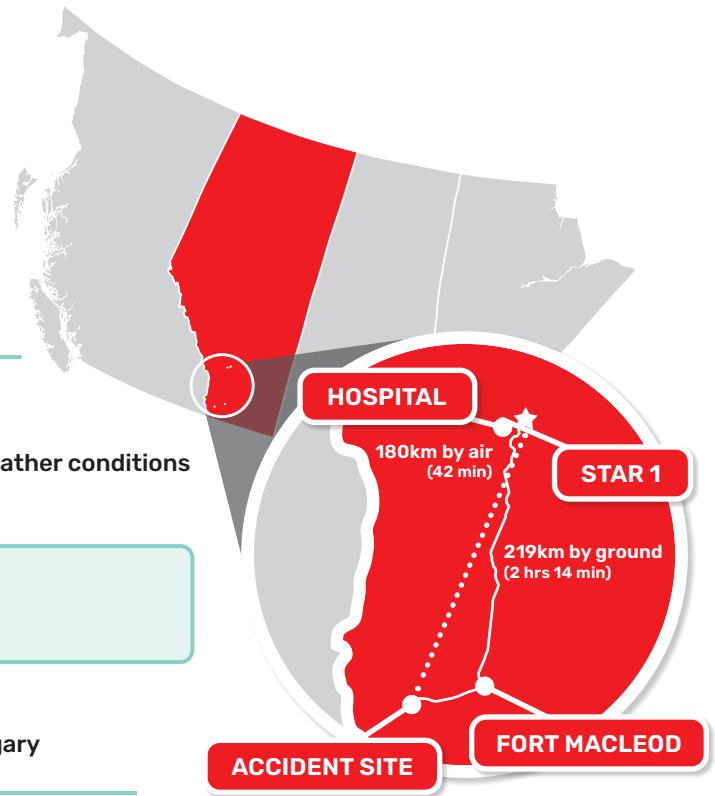 HOSPITAL
180km by air
(42 min)
STAR 1
ather conditions
219km by ground
(2 hrs 14 min)
gary
FORT MACLEOD
ACCIDENT SITE